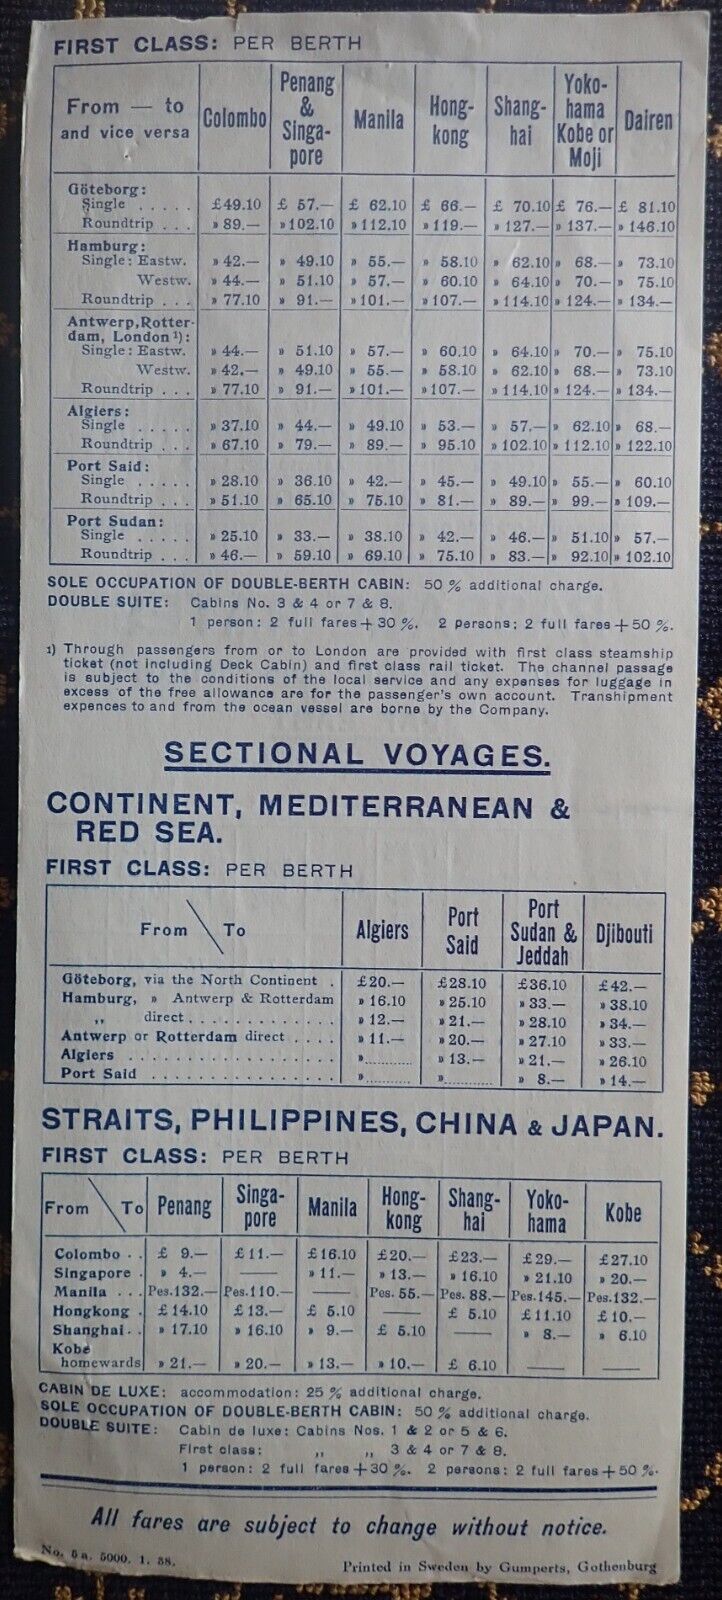 FIRST CLASS: PER BERTH
From — to and vice versa | Colombo | Penang & Singa-pore | Manila | Hong-kong | Shang-hai | Yoko-hama Kobe or Moji | Dairen
Göteborg:
Single . . . . . £49.10 £ 57.— £ 62.10 £ 66.— £ 70.10 £ 76.— £ 81.10
Roundtrip . . . » 89.— » 102.10 » 112.10 » 119.— » 127.— » 137.— » 146.10
Hamburg:
Single: Eastw. » 42.— » 49.10 » 55.— » 58.10 » 62.10 » 68.— » 73.10
Westw. » 44.— » 51.10 » 57.— » 60.10 » 64.10 » 70.— » 75.10
Roundtrip . . . » 77.10 » 91.— » 101.— » 107.— » 114.10 » 124.— » 134.—
Antwerp, Rotter-
dam, London ¹):
Single: Eastw. » 44.— » 51.10 » 57.— » 60.10 » 64.10 » 70.— » 75.10
Westw. » 42.— » 49.10 » 55.— » 58.10 » 62.10 » 68.— » 73.10
Roundtrip . . . » 77.10 » 91.— » 101.— » 107.— » 114.10 » 124.— » 134.—
Algiers:
Single . . . . . » 37.10 » 44.— » 49.10 » 53.— » 57.— » 62.10 » 68.—
Roundtrip . . . » 67.10 » 79.— » 89.— » 95.10 » 102.10 » 112.10 » 122.10
Port Said:
Single . . . . . » 28.10 » 36.10 » 42.— » 45.— » 49.10 » 55.— » 60.10
Roundtrip . . . » 51.10 » 65.10 » 75.10 » 81.— » 89.— » 99.— » 109.—
Port Sudan:
Single . . . . . » 25.10 » 33.— » 38.10 » 42.— » 46.— » 51.10 » 57.—
Roundtrip . . . » 46.— » 59.10 » 69.10 » 75.10 » 83.— » 92.10 » 102.10
SOLE OCCUPATION OF DOUBLE-BERTH CABIN: 50 % additional charge.
DOUBLE SUITE: Cabins No. 3 & 4 or 7 & 8.
1 person: 2 full fares + 30 %. 2 persons: 2 full fares + 50 %.
1) Through passengers from or to London are provided with first class steamship
ticket (not including Deck Cabin) and first class rail ticket. The channel passage
is subject to the conditions of the local service and any expenses for luggage in
excess of the free allowance are for the passenger's own account. Transhipment
expences to and from the ocean vessel are borne by the Company.
SECTIONAL VOYAGES.
CONTINENT, MEDITERRANEAN &
RED SEA.
FIRST CLASS: PER BERTH
From \ To | Algiers | Port Said | Port Sudan & Jeddah | Djibouti
Göteborg, via the North Continent . £20.— £28.10 £36.10 £42.—
Hamburg, » Antwerp & Rotterdam » 16.10 » 25.10 » 33.— » 38.10
,, direct . . . . . . . . . . . . . » 12.— » 21.— » 28.10 » 34.—
Antwerp or Rotterdam direct . . . . » 11.— » 20.— » 27.10 » 33.—
Algiers . . . . . . . . . . . . . . . . . » ............ » 13.— » 21.— » 26.10
Port Said . . . . . . . . . . . . . . . » ............ » ............ » 8.— » 14.—
STRAITS, PHILIPPINES, CHINA & JAPAN.
FIRST CLASS: PER BERTH
From \ To | Penang | Singa-pore | Manila | Hong-kong | Shang-hai | Yoko-hama | Kobe
Colombo . . £ 9.— £11.— £16.10 £20.— £23.— £29.— £27.10
Singapore . » 4.— —— » 11.— » 13.— » 16.10 » 21.10 » 20.—
Manila . . . Pes.132.— Pes.110.— —— Pes. 55.— Pes. 88.— Pes.145.— Pes.132.—
Hongkong . £14.10 £13.— £ 5.10 —— £ 5.10 £11.10 £10.—
Shanghai . . » 17.10 » 16.10 » 9.— £ 5.10 —— » 8.— » 6.10
Kobe
homewards » 21.— » 20.— » 13.— » 10.— £ 6.10 —— ——
CABIN DE LUXE: accommodation: 25 % additional charge.
SOLE OCCUPATION OF DOUBLE-BERTH CABIN: 50 % additional charge.
DOUBLE SUITE: Cabin de luxe: Cabins Nos. 1 & 2 or 5 & 6.
First class: ,, ,, 3 & 4 or 7 & 8.
1 person: 2 full fares + 30 %. 2 persons: 2 full fares + 50 %.
All fares are subject to change without notice.
No. 5 a. 5000. 1. 38.
Printed in Sweden by Gumperts, Gothenburg